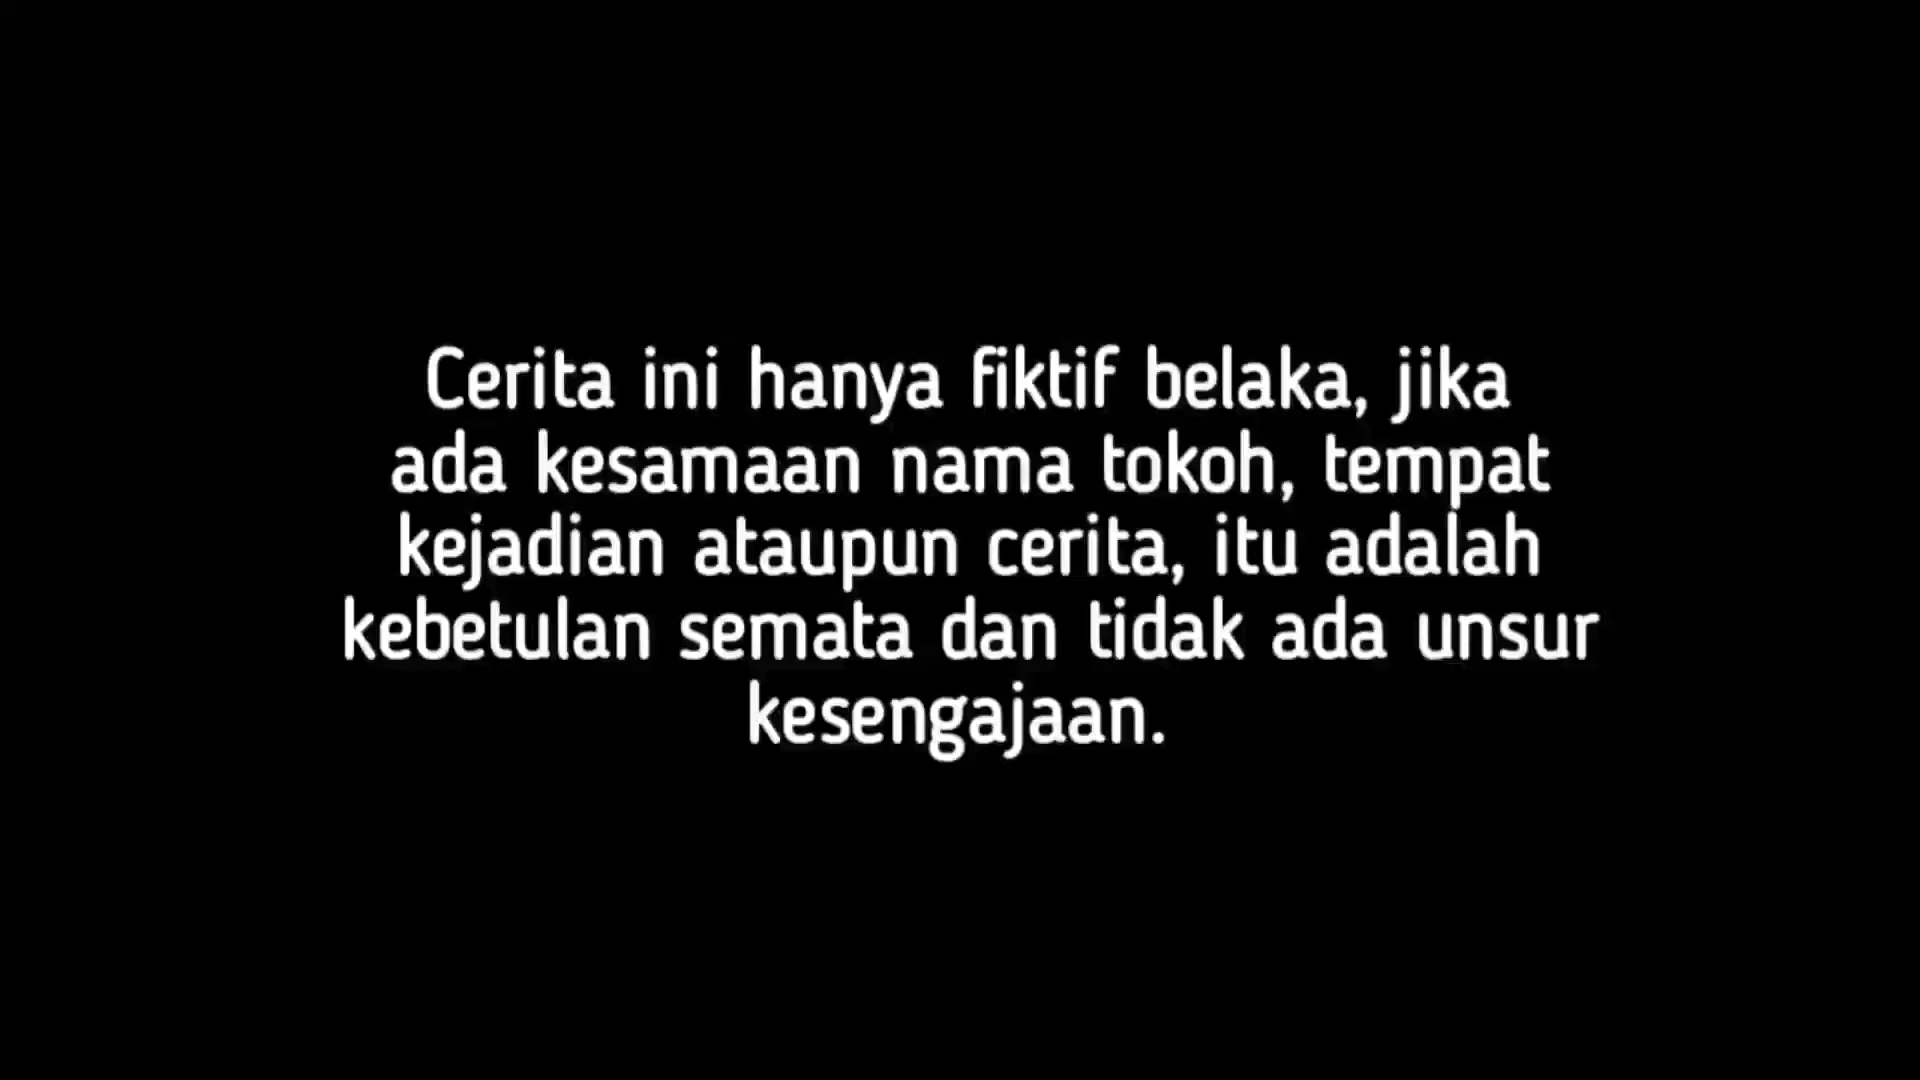 Cerita ini hanya fiktif belaka, jika
ada kesamaan nama tokoh, tempat
kejadian ataupun cerita, itu adalah
kebetulan semata dan tidak ada unsur
kesengajaan.